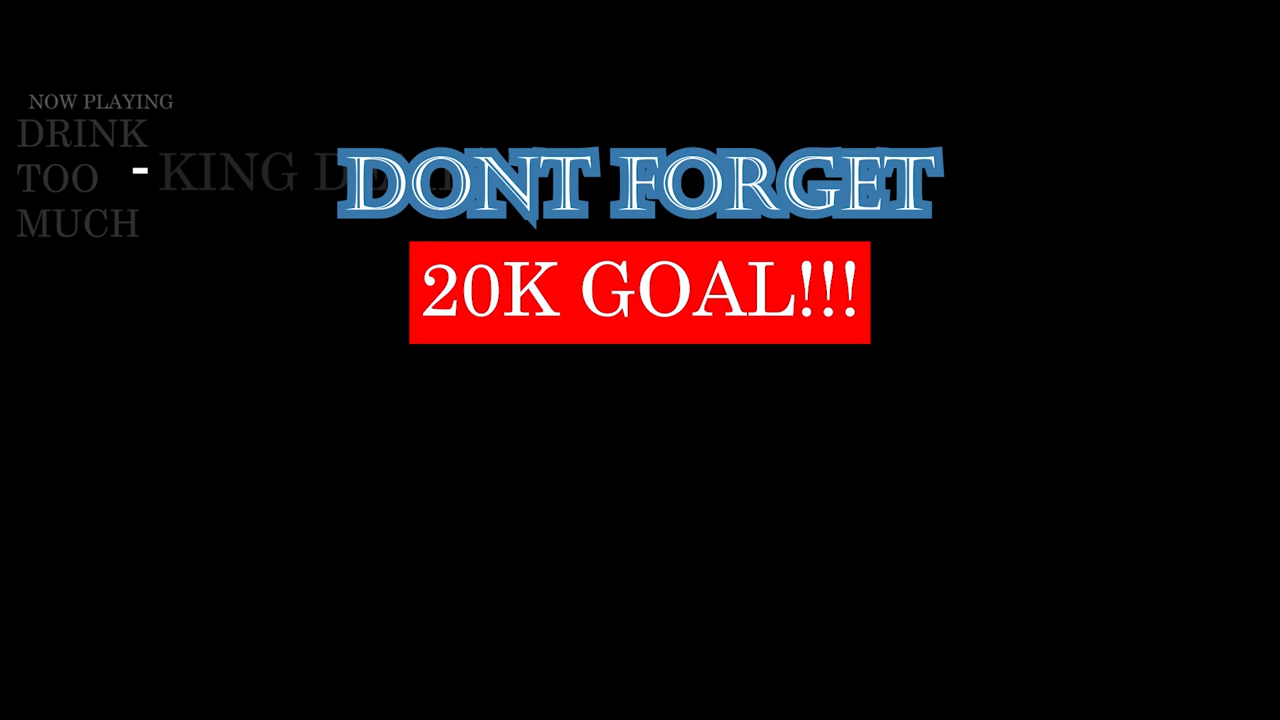 NOW PLAYING
DRINK
TOO
MUCH
- KING
DONT FORGET
20K GOAL!!!